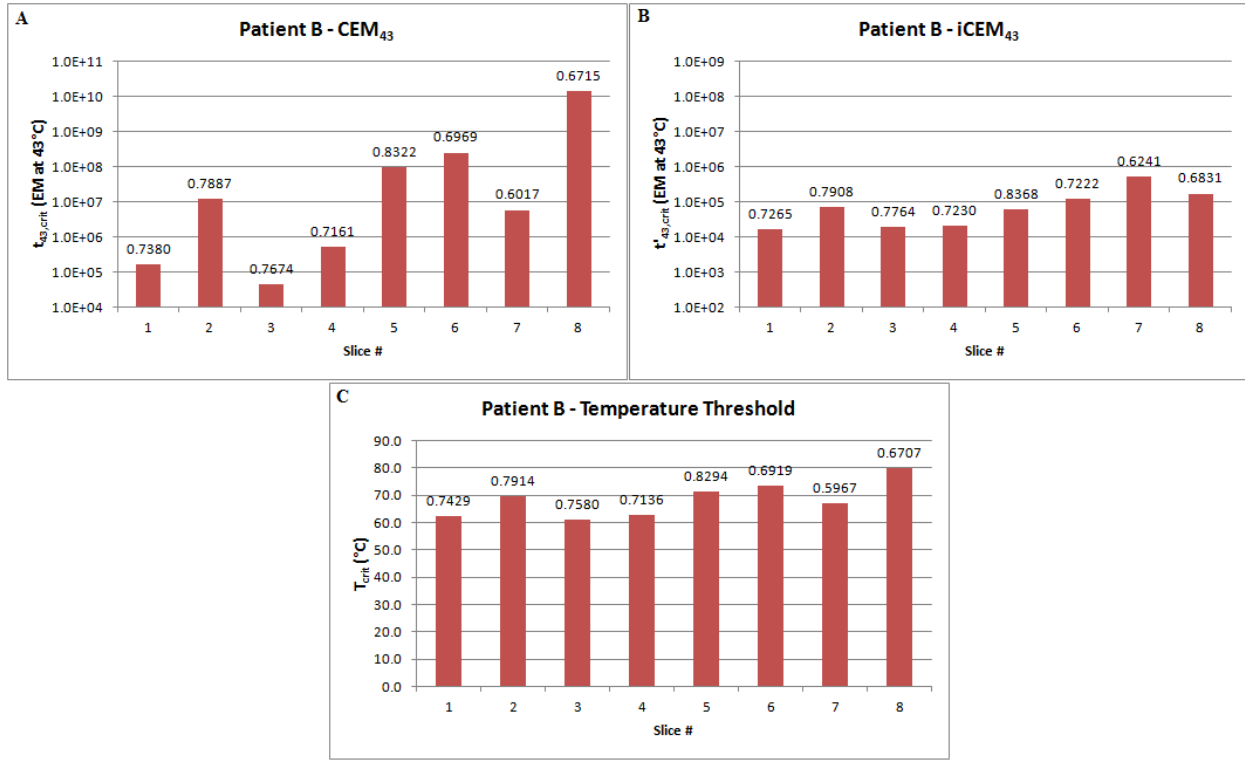 A
Patient B - CEM43
t43,crit (EM at 43°C)
1.0E+11
1.0E+10
1.0E+09
1.0E+08
1.0E+07
1.0E+06
1.0E+05
1.0E+04
0.7380
0.7887
0.7674
0.7161
0.8322
0.6969
0.6017
0.6715
1 2 3 4 5 6 7 8
Slice #
B
Patient B - iCEM43
t'43,crit (EM at 43°C)
1.0E+09
1.0E+08
1.0E+07
1.0E+06
1.0E+05
1.0E+04
1.0E+03
1.0E+02
0.7265
0.7908
0.7764
0.7230
0.8368
0.7222
0.6241
0.6831
1 2 3 4 5 6 7 8
Slice #
C
Patient B - Temperature Threshold
Tcrit (°C)
90.0
80.0
70.0
60.0
50.0
40.0
30.0
20.0
10.0
0.0
0.7429
0.7914
0.7580
0.7136
0.8294
0.6919
0.5967
0.6707
1 2 3 4 5 6 7 8
Slice #